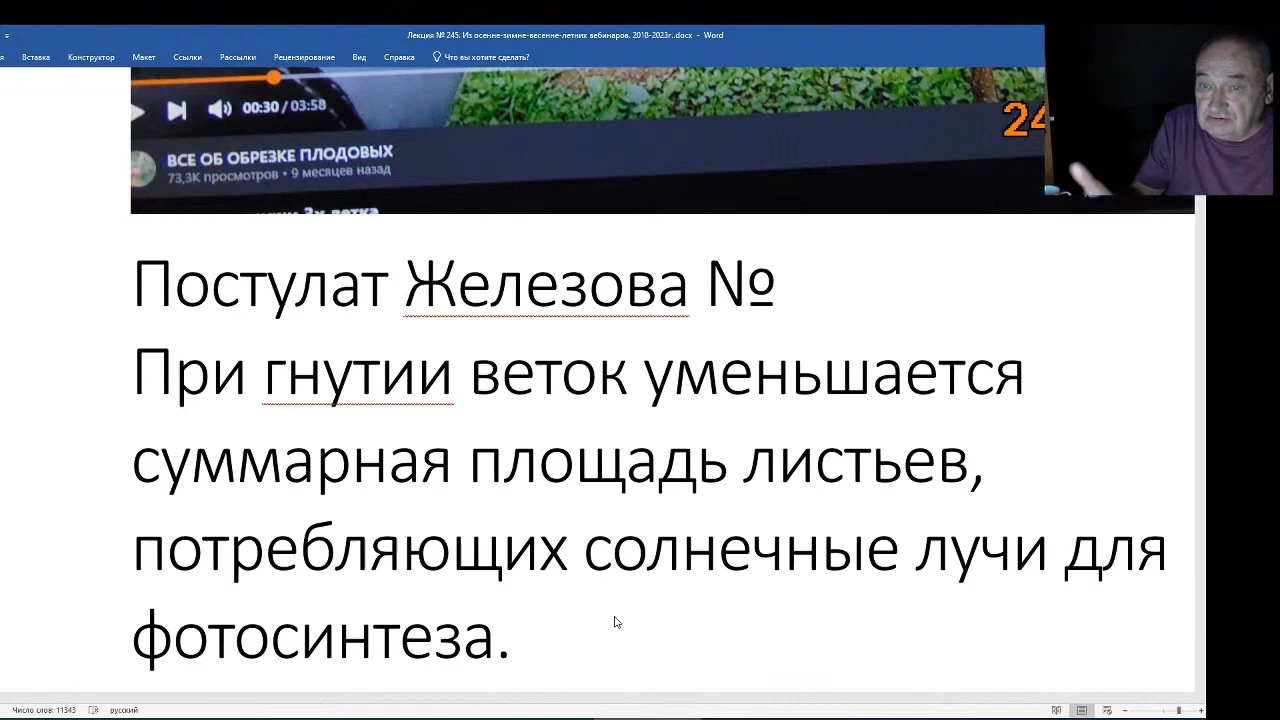 Лекция № 245. Из осенне-зимне-весенне-летних вебинаров. 2018-2023г..docx - Word
Вставка Конструктор Макет Ссылки Рассылки Рецензирование Вид Справка Что вы хотите сделать?
00:30 / 03:58
24
ВСЕ ОБ ОБРЕЗКЕ ПЛОДОВЫХ
73,3К просмотров • 9 месяцев назад
Постулат Железова №
При гнутии веток уменьшается
суммарная площадь листьев,
потребляющих солнечные лучи для
фотосинтеза.
Число слов: 11343 русский